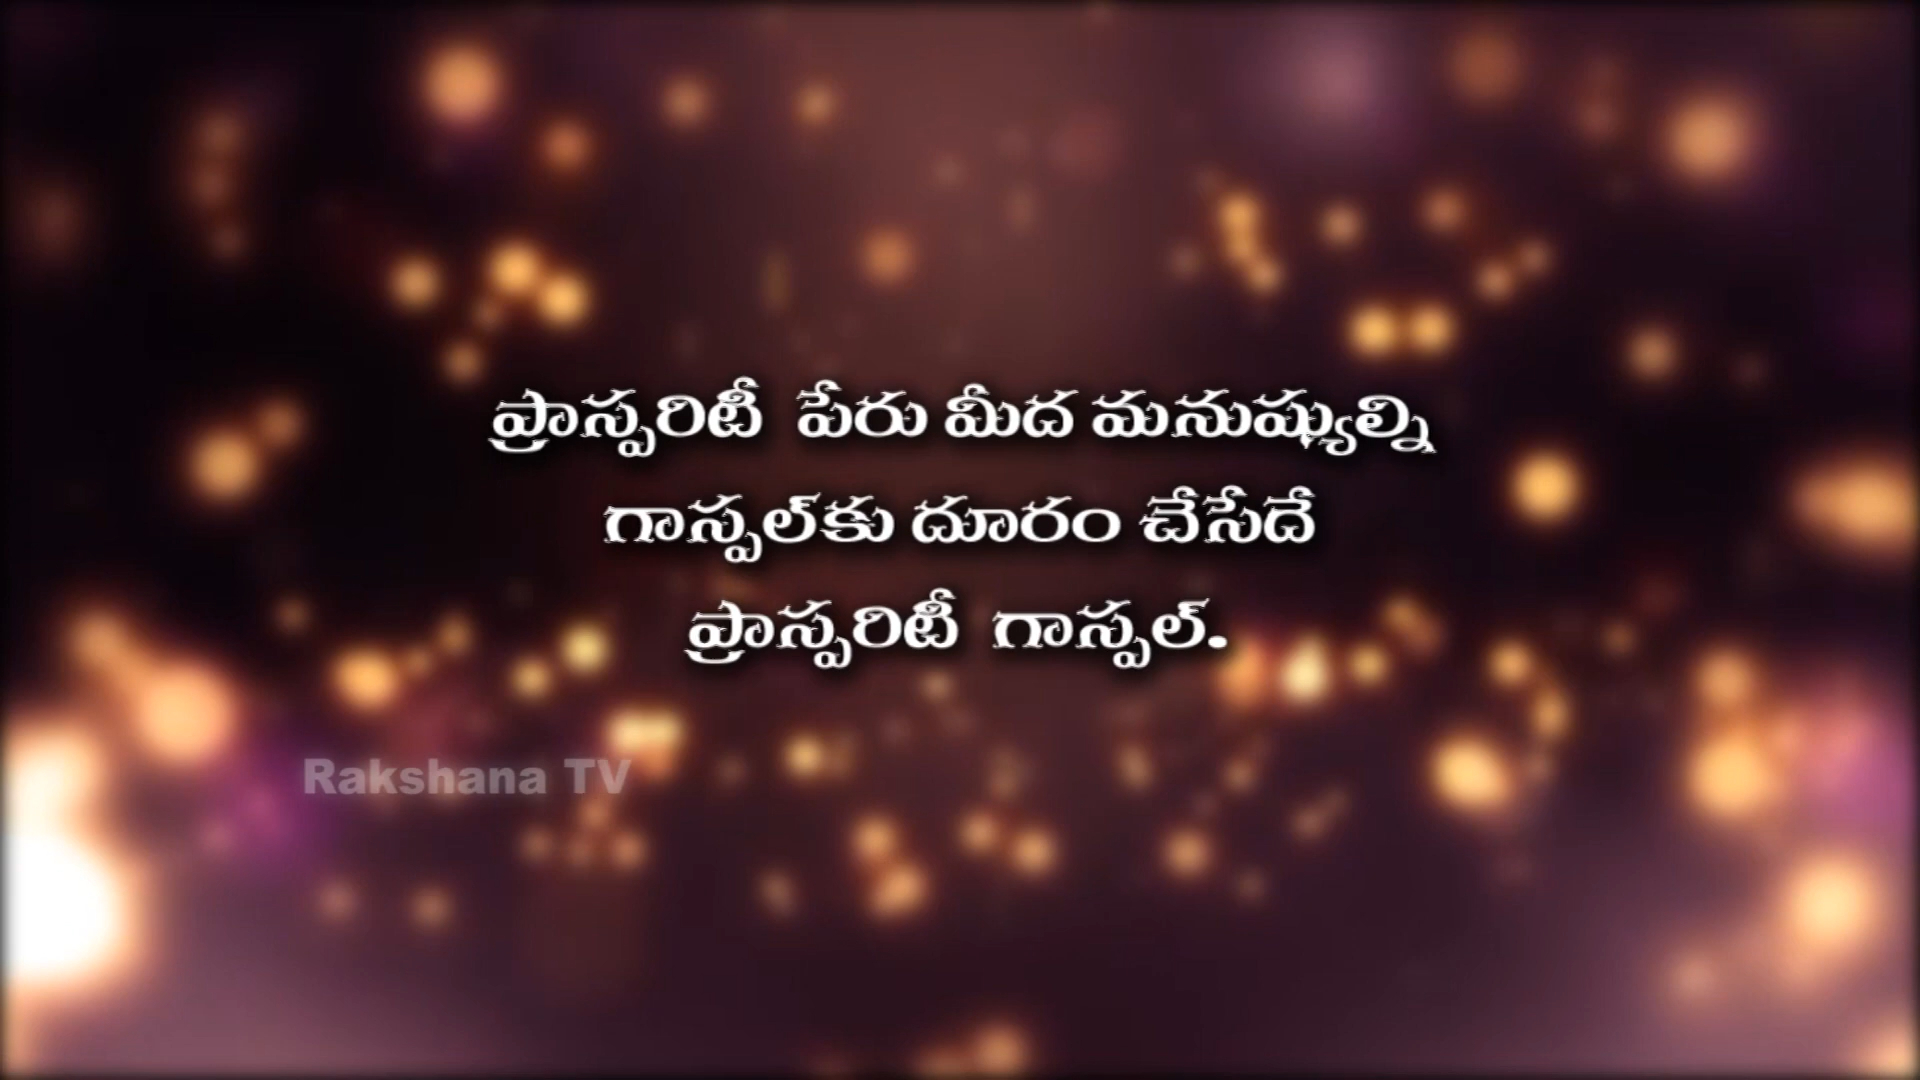 ప్రాస్పరిటీ పేరు మీద మనుష్యుల్ని
గాస్పల్‌కు దూరం చేసేదే
ప్రాస్పరిటీ గాస్పల్.
Rakshana TV